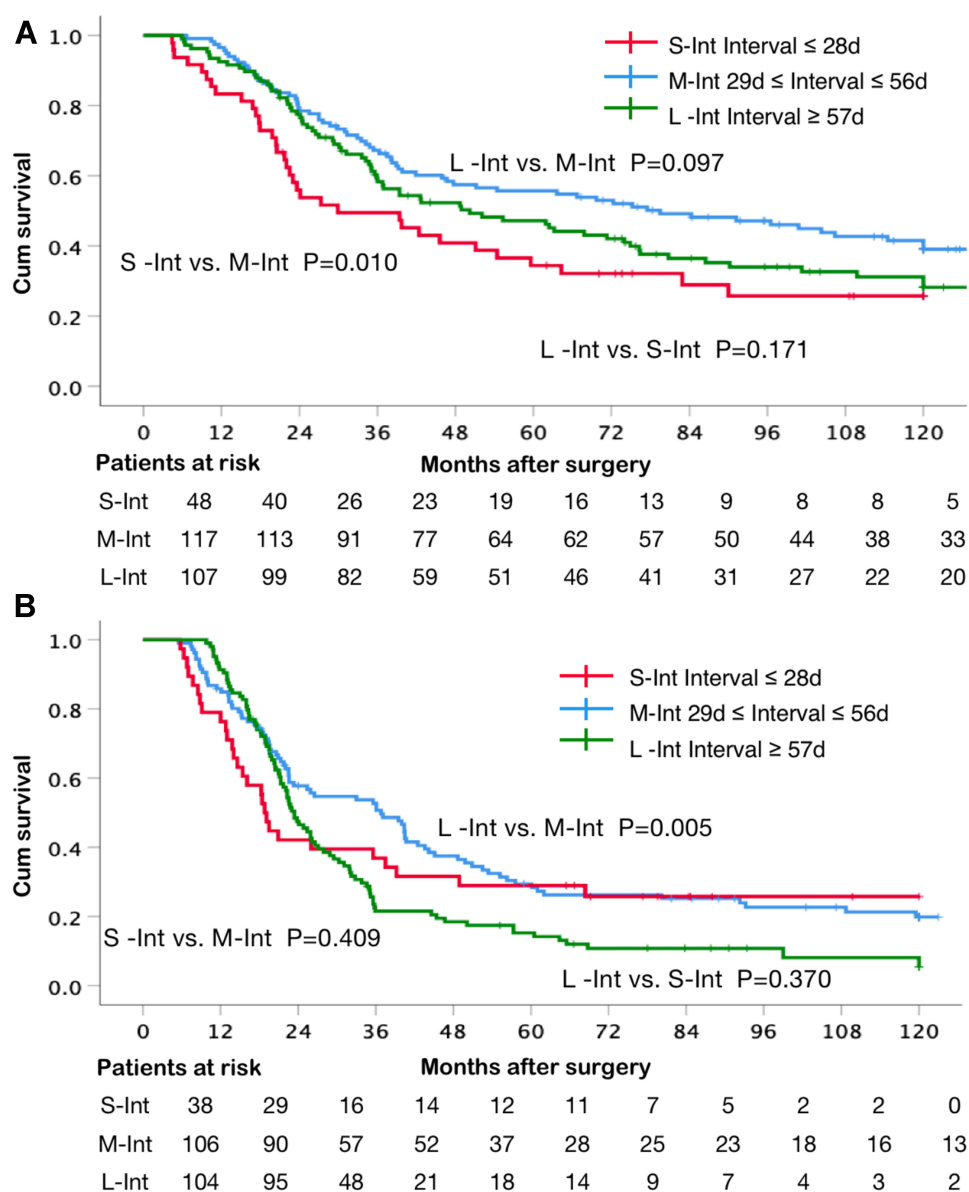 A
1.0
0.8
0.6
0.4
0.2
0.0
Cum survival
S-Int Interval ≤ 28d
M-Int 29d ≤ Interval ≤ 56d
L -Int Interval ≥ 57d
L -Int vs. M-Int P=0.097
S -Int vs. M-Int P=0.010
L -Int vs. S-Int P=0.171
0 12 24 36 48 60 72 84 96 108 120
Patients at risk Months after surgery
S-Int 48 40 26 23 19 16 13 9 8 8 5
M-Int 117 113 91 77 64 62 57 50 44 38 33
L-Int 107 99 82 59 51 46 41 31 27 22 20
B
1.0
0.8
0.6
0.4
0.2
0.0
Cum survival
S-Int Interval ≤ 28d
M-Int 29d ≤ Interval ≤ 56d
L -Int Interval ≥ 57d
L -Int vs. M-Int P=0.005
S -Int vs. M-Int P=0.409
L -Int vs. S-Int P=0.370
0 12 24 36 48 60 72 84 96 108 120
Patients at risk Months after surgery
S-Int 38 29 16 14 12 11 7 5 2 2 0
M-Int 106 90 57 52 37 28 25 23 18 16 13
L-Int 104 95 48 21 18 14 9 7 4 3 2